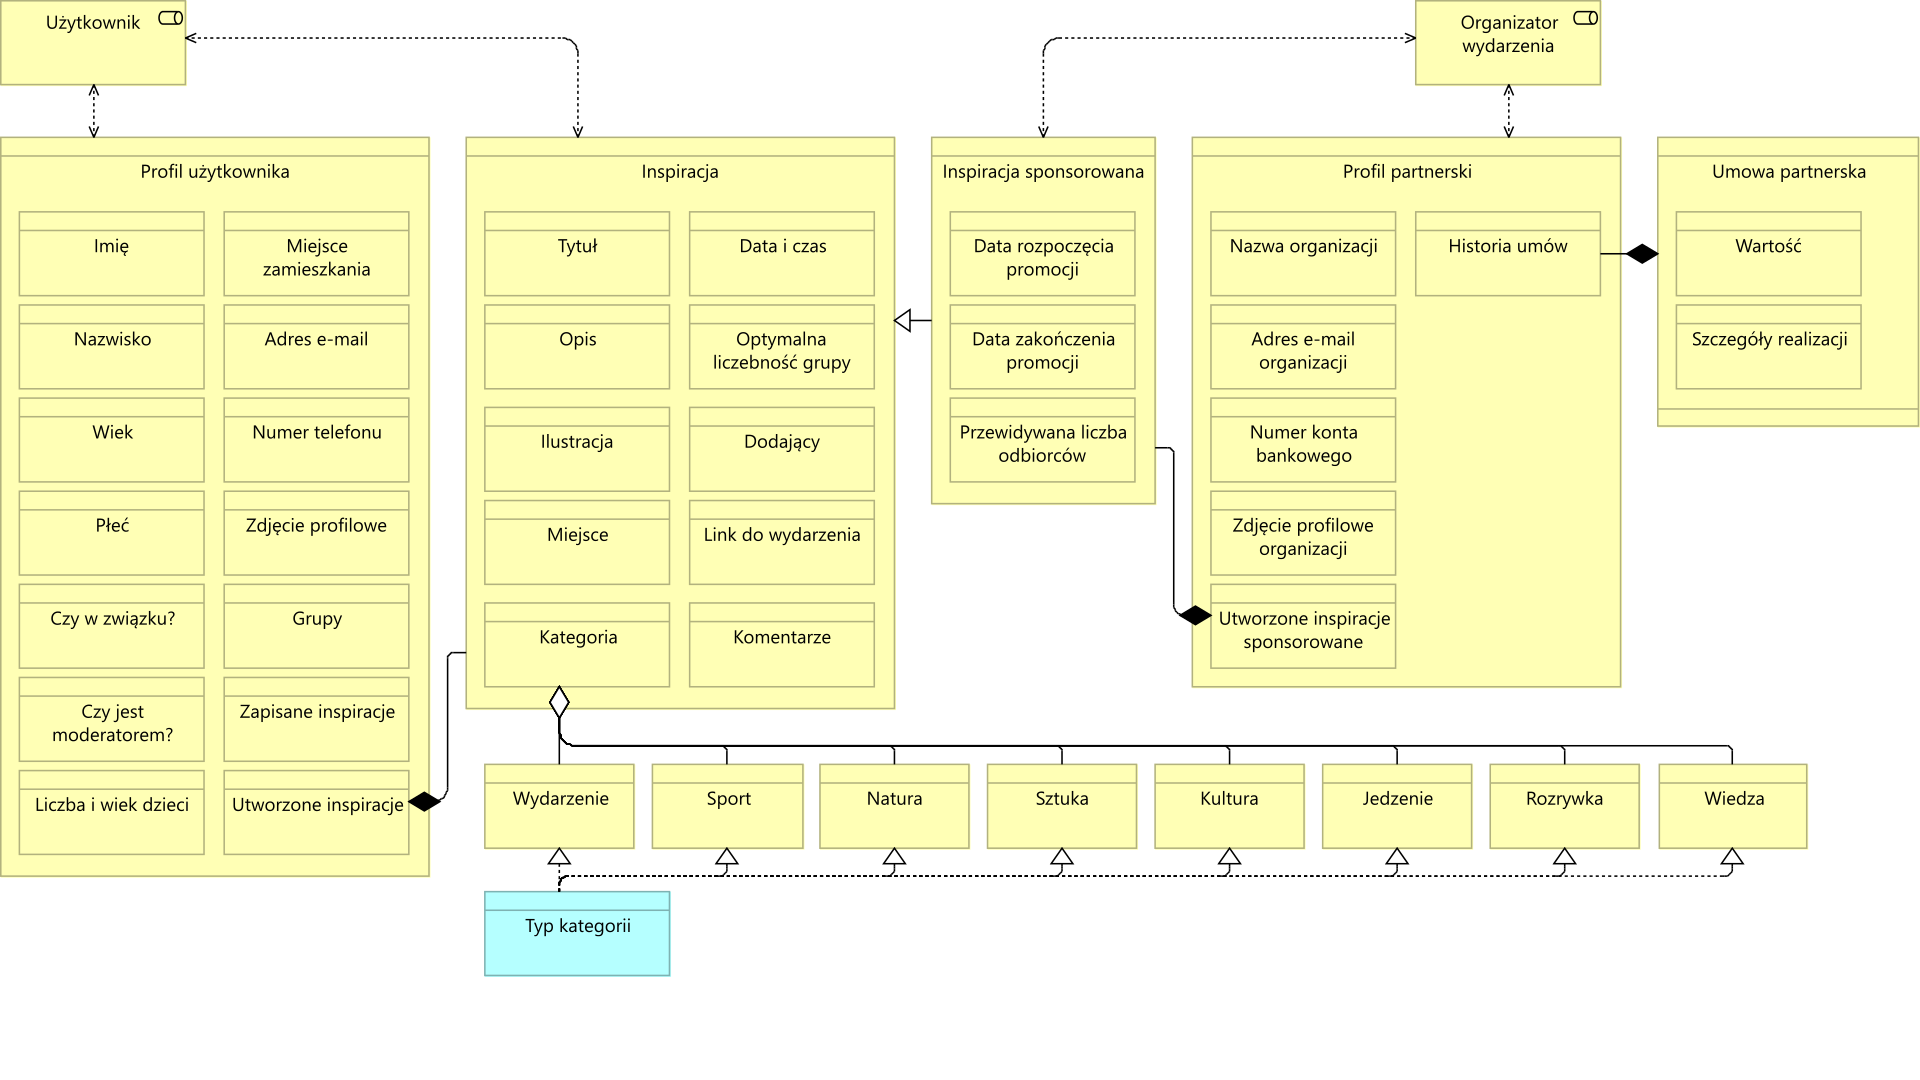 Użytkownik
Organizator
wydarzenia
Profil użytkownika
Imię
Miejsce
zamieszkania
Nazwisko
Adres e-mail
Wiek
Numer telefonu
Płeć
Zdjęcie profilowe
Czy w związku?
Grupy
Czy jest
moderatorem?
Zapisane inspiracje
Liczba i wiek dzieci
Utworzone inspiracje
Inspiracja
Tytuł
Data i czas
Opis
Optymalna
liczebność grupy
Ilustracja
Dodający
Miejsce
Link do wydarzenia
Kategoria
Komentarze
Inspiracja sponsorowana
Data rozpoczęcia
promocji
Data zakończenia
promocji
Przewidywana liczba
odbiorców
Profil partnerski
Nazwa organizacji
Historia umów
Adres e-mail
organizacji
Numer konta
bankowego
Zdjęcie profilowe
organizacji
Utworzone inspiracje
sponsorowane
Umowa partnerska
Wartość
Szczegóły realizacji
Wydarzenie
Sport
Natura
Sztuka
Kultura
Jedzenie
Rozrywka
Wiedza
Typ kategorii